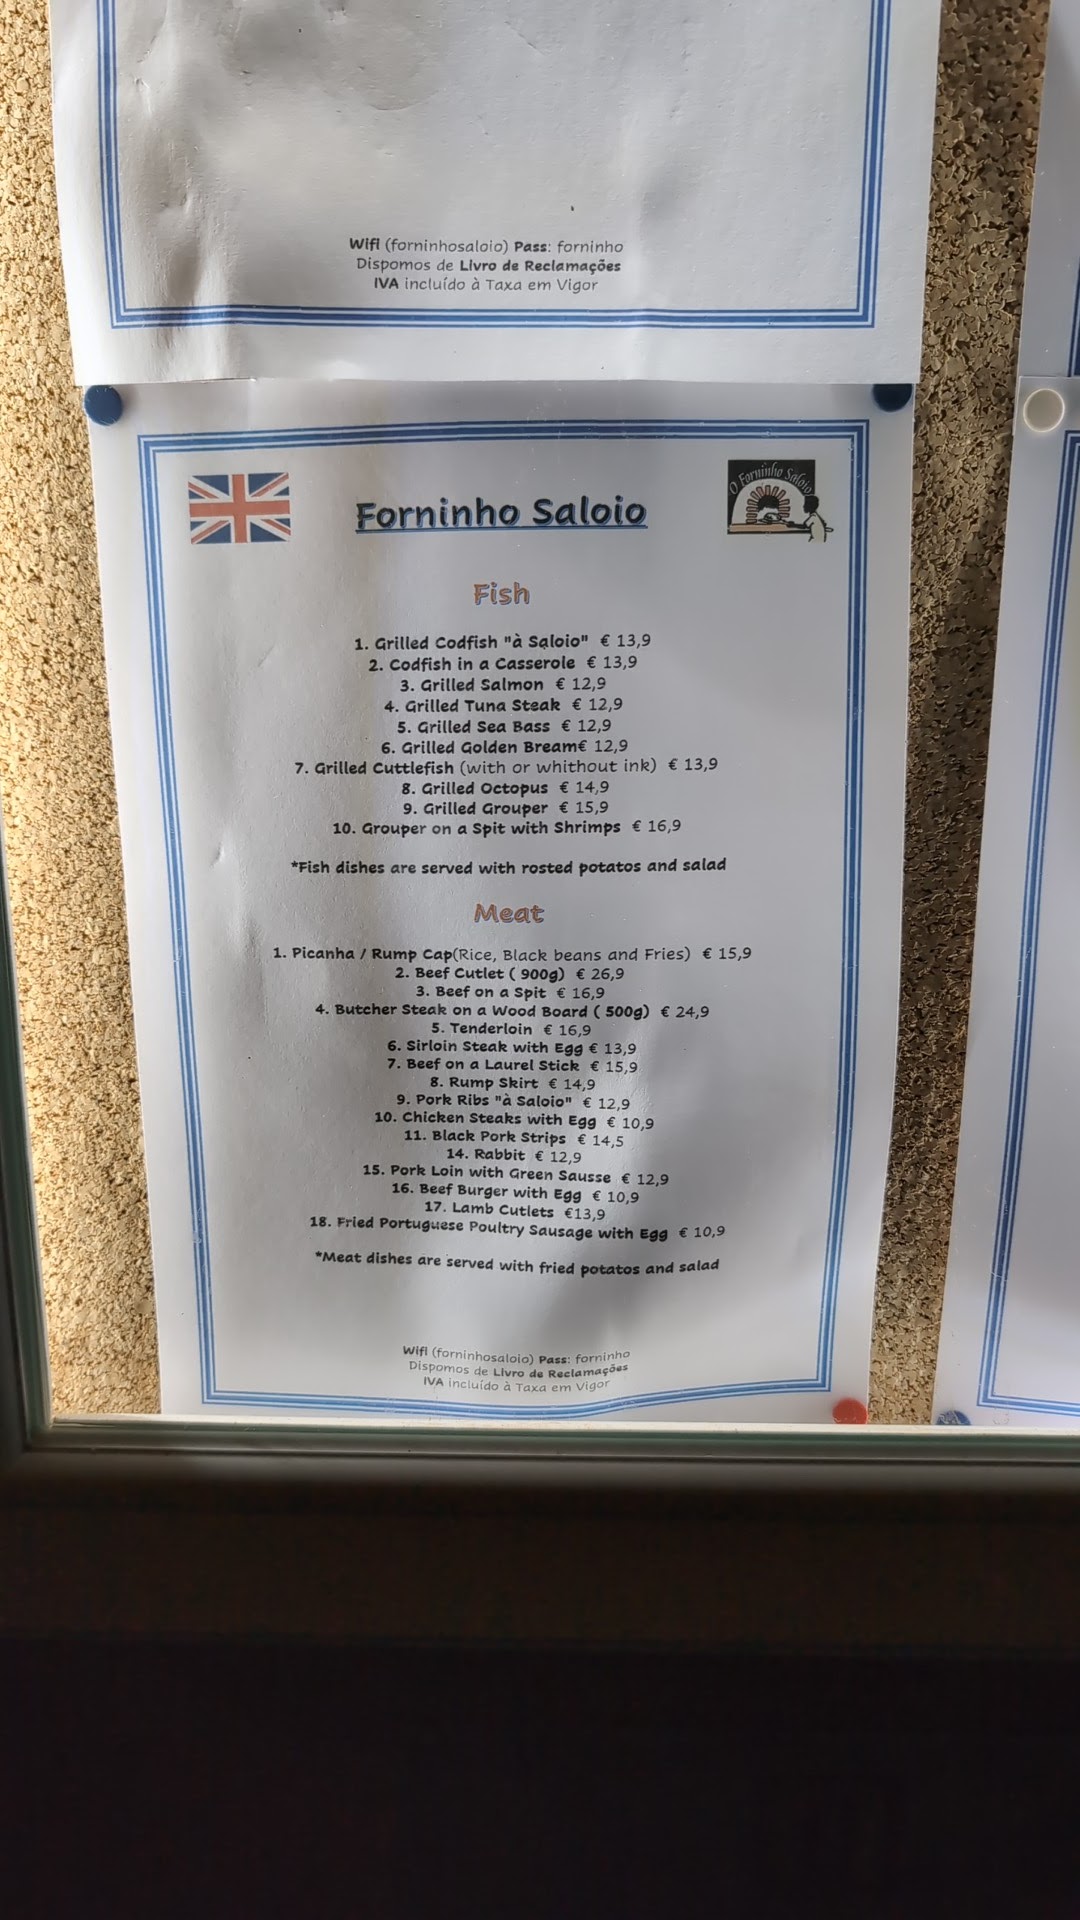 Wifi (forninhosaloio) Pass: forninho
Dispomos de Livro de Reclamações
IVA incluído à Taxa em Vigor
O Forninho Saloio
Forninho Saloio
Fish
1. Grilled Codfish "à Saloio" € 13,9
2. Codfish in a Casserole € 13,9
3. Grilled Salmon € 12,9
4. Grilled Tuna Steak € 12,9
5. Grilled Sea Bass € 12,9
6. Grilled Golden Bream€ 12,9
7. Grilled Cuttlefish (with or whithout ink) € 13,9
8. Grilled Octopus € 14,9
9. Grilled Grouper € 15,9
10. Grouper on a Spit with Shrimps € 16,9
*Fish dishes are served with rosted potatos and salad
Meat
1. Picanha / Rump Cap(Rice, Black beans and Fries) € 15,9
2. Beef Cutlet ( 900g) € 26,9
3. Beef on a Spit € 16,9
4. Butcher Steak on a Wood Board ( 500g) € 24,9
5. Tenderloin € 16,9
6. Sirloin Steak with Egg € 13,9
7. Beef on a Laurel Stick € 15,9
8. Rump Skirt € 14,9
9. Pork Ribs "à Saloio" € 12,9
10. Chicken Steaks with Egg € 10,9
11. Black Pork Strips € 14,5
14. Rabbit € 12,9
15. Pork Loin with Green Sausse € 12,9
16. Beef Burger with Egg € 10,9
17. Lamb Cutlets €13,9
18. Fried Portuguese Poultry Sausage with Egg € 10,9
*Meat dishes are served with fried potatos and salad
Wifi (forninhosaloio) Pass: forninho
Dispomos de Livro de Reclamações
IVA incluído à Taxa em Vigor